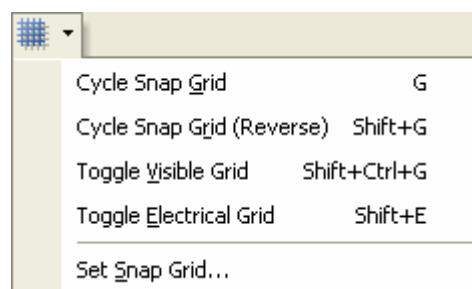 Cycle Snap Grid G
Cycle Snap Grid (Reverse) Shift+G
Toggle Visible Grid Shift+Ctrl+G
Toggle Electrical Grid Shift+E
Set Snap Grid...